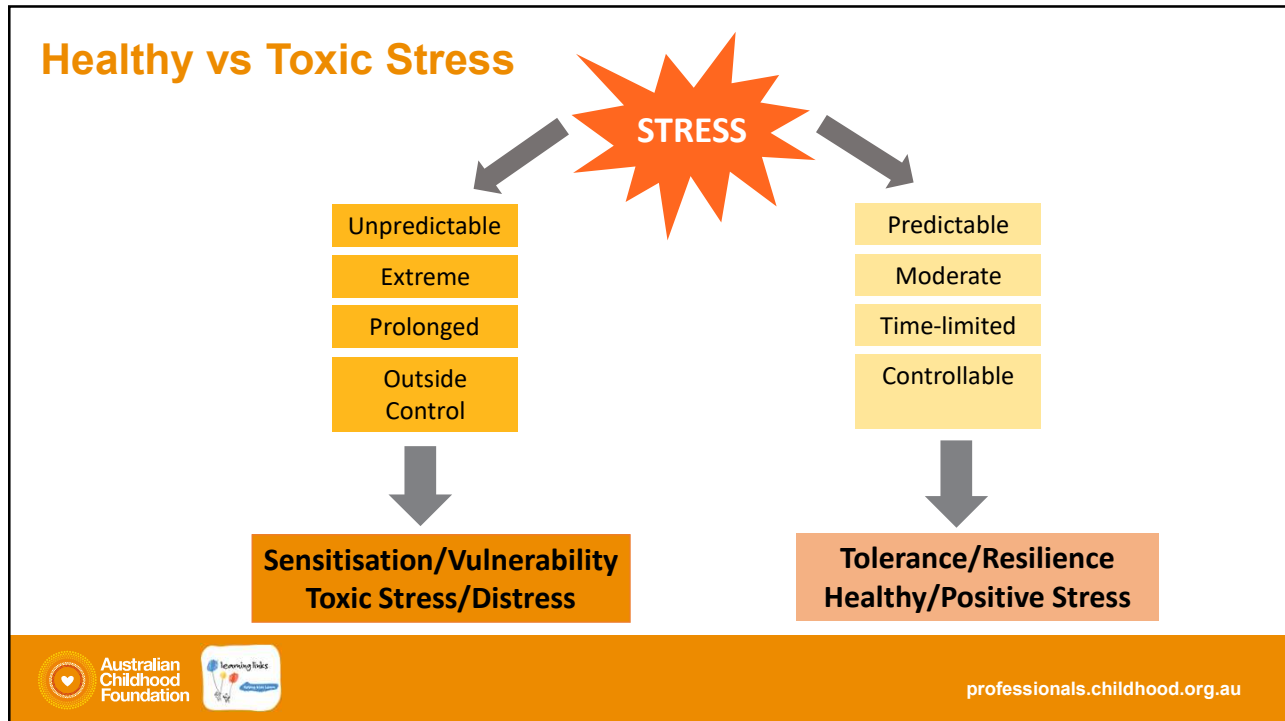 Healthy vs Toxic Stress
STRESS
Unpredictable
Extreme
Prolonged
Outside
Control
Sensitisation/Vulnerability
Toxic Stress/Distress
Predictable
Moderate
Time-limited
Controllable
Tolerance/Resilience
Healthy/Positive Stress
Australian
Childhood
Foundation
learning links
professionals.childhood.org.au